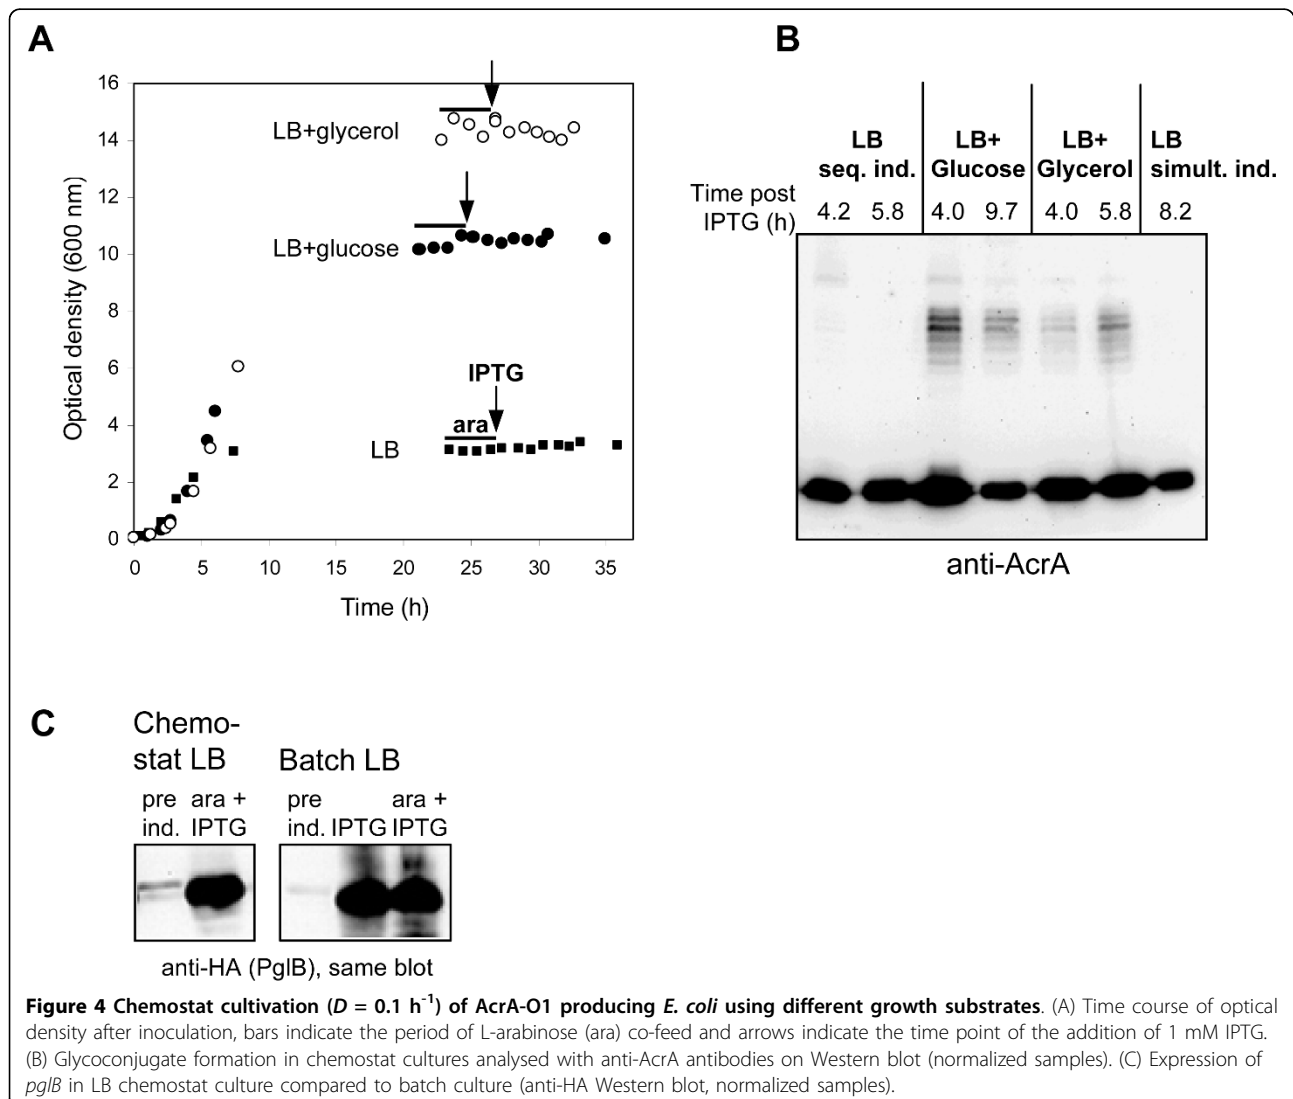 A
16
14
12
10
8
6
4
2
0
Optical density (600 nm)
LB+glycerol
LB+glucose
IPTG
ara
LB
0 5 10 15 20 25 30 35
Time (h)
B
LB LB+ LB+ LB
seq. ind. Glucose Glycerol simult. ind.
Time post
IPTG (h) 4.2 5.8 4.0 9.7 4.0 5.8 8.2
anti-AcrA
C
Chemo-
stat LB Batch LB
pre ara + pre ara +
ind. IPTG ind. IPTG IPTG
anti-HA (PglB), same blot
Figure 4 Chemostat cultivation (D = 0.1 h-1) of AcrA-O1 producing E. coli using different growth substrates. (A) Time course of optical
density after inoculation, bars indicate the period of L-arabinose (ara) co-feed and arrows indicate the time point of the addition of 1 mM IPTG.
(B) Glycoconjugate formation in chemostat cultures analysed with anti-AcrA antibodies on Western blot (normalized samples). (C) Expression of
pglB in LB chemostat culture compared to batch culture (anti-HA Western blot, normalized samples).